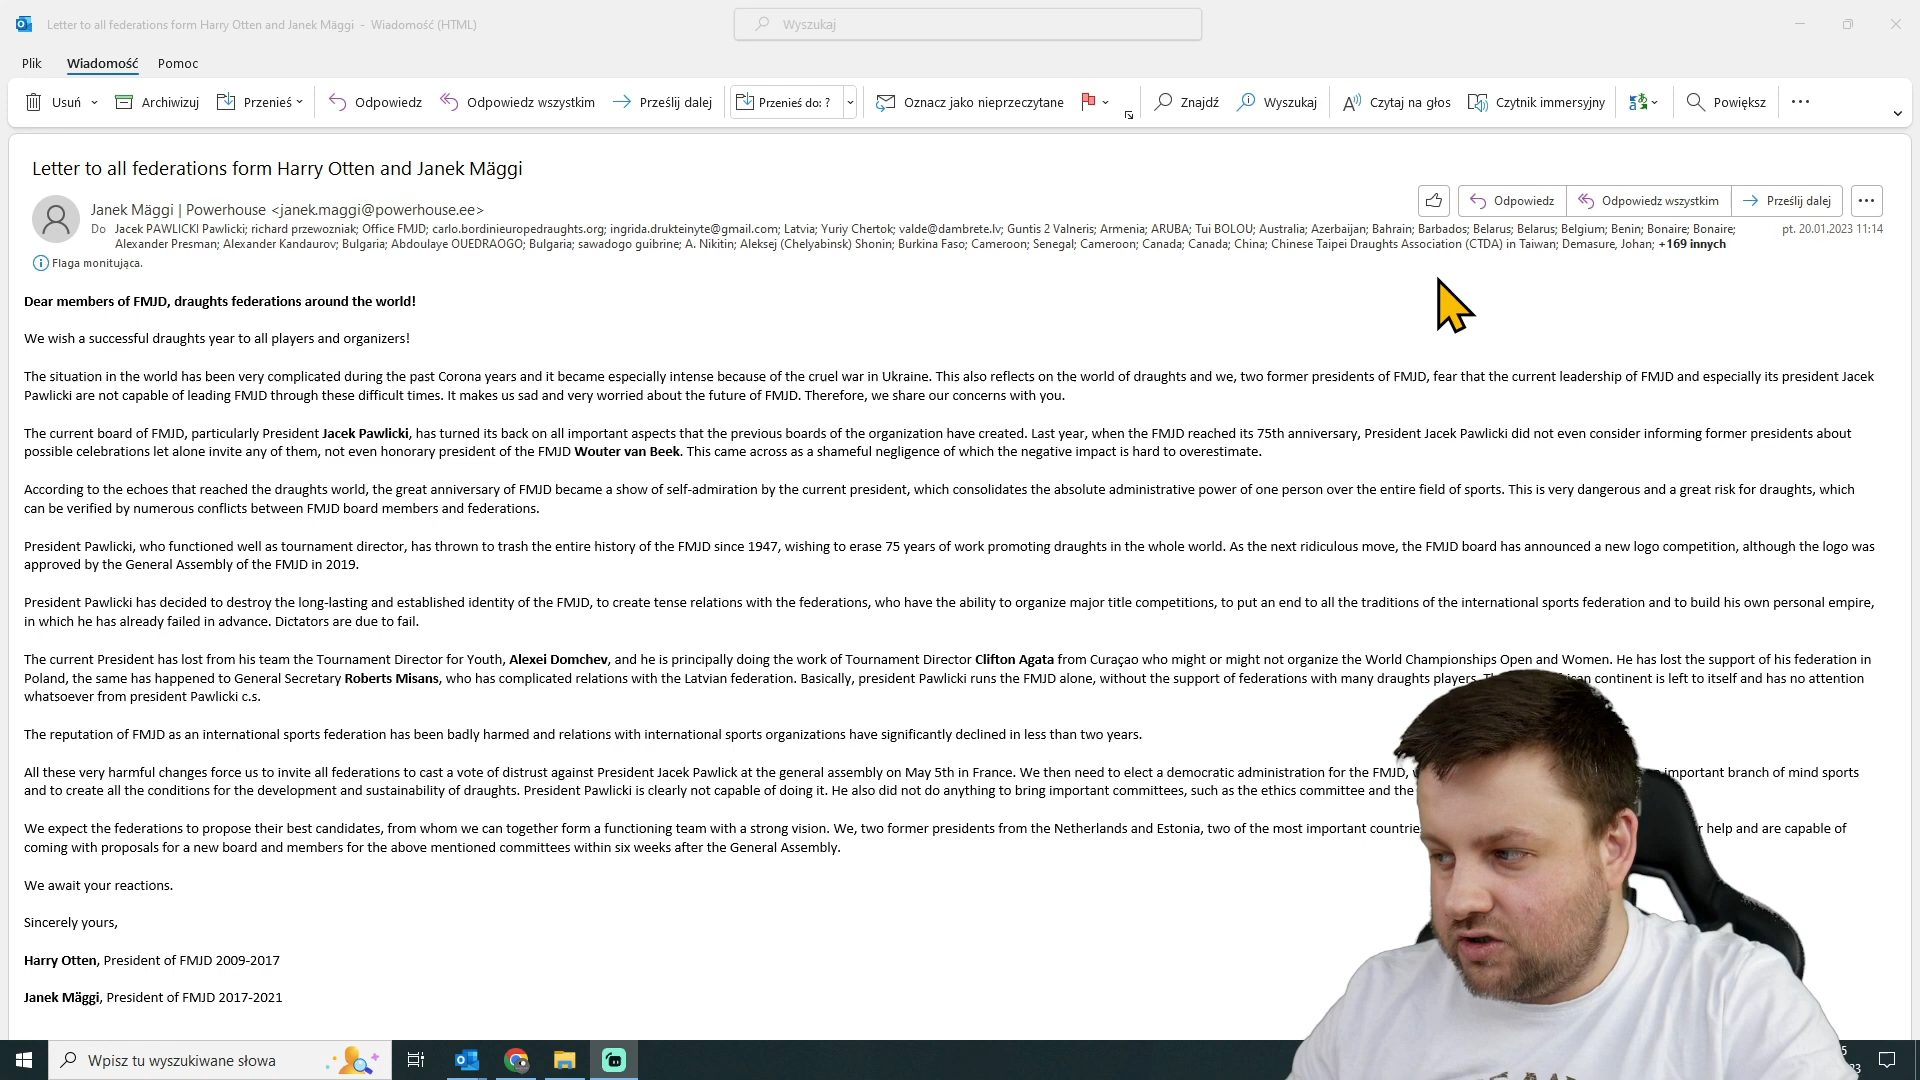 Letter to all federations form Harry Otten and Janek Mäggi - Wiadomość (HTML)
Wyszukaj
Plik Wiadomość Pomoc
Usuń Archiwizuj Przenieś Odpowiedz Odpowiedz wszystkim Prześlij dalej Przenieś do: ? Oznacz jako nieprzeczytane Znajdź Wyszukaj Czytaj na głos Czytnik immersyjny Powiększ
Letter to all federations form Harry Otten and Janek Mäggi
Janek Mäggi | Powerhouse <janek.maggi@powerhouse.ee>
Odpowiedz Odpowiedz wszystkim Prześlij dalej
Do Jacek PAWLICKI Pawlicki; richard przewozniak; Office FMJD; carlo.bordinieuropedraughts.org; ingrida.drukteinyte@gmail.com; Latvia; Yuriy Chertok; valde@dambrete.lv; Guntis 2 Valneris; Armenia; ARUBA; Tui BOLOU; Australia; Azerbaijan; Bahrain; Barbados; Belarus; Belarus; Belgium; Benin; Bonaire; Bonaire; pt. 20.01.2023 11:14
Alexander Presman; Alexander Kandaurov; Bulgaria; Abdoulaye OUEDRAOGO; Bulgaria; sawadogo guibrine; A. Nikitin; Aleksej (Chelyabinsk) Shonin; Burkina Faso; Cameroon; Senegal; Cameroon; Canada; Canada; China; Chinese Taipei Draughts Association (CTDA) in Taiwan; Demasure, Johan; +169 innych
Flaga monitująca.
Dear members of FMJD, draughts federations around the world!
We wish a successful draughts year to all players and organizers!
The situation in the world has been very complicated during the past Corona years and it became especially intense because of the cruel war in Ukraine. This also reflects on the world of draughts and we, two former presidents of FMJD, fear that the current leadership of FMJD and especially its president Jacek
Pawlicki are not capable of leading FMJD through these difficult times. It makes us sad and very worried about the future of FMJD. Therefore, we share our concerns with you.
The current board of FMJD, particularly President Jacek Pawlicki, has turned its back on all important aspects that the previous boards of the organization have created. Last year, when the FMJD reached its 75th anniversary, President Jacek Pawlicki did not even consider informing former presidents about
possible celebrations let alone invite any of them, not even honorary president of the FMJD Wouter van Beek. This came across as a shameful negligence of which the negative impact is hard to overestimate.
According to the echoes that reached the draughts world, the great anniversary of FMJD became a show of self-admiration by the current president, which consolidates the absolute administrative power of one person over the entire field of sports. This is very dangerous and a great risk for draughts, which
can be verified by numerous conflicts between FMJD board members and federations.
President Pawlicki, who functioned well as tournament director, has thrown to trash the entire history of the FMJD since 1947, wishing to erase 75 years of work promoting draughts in the whole world. As the next ridiculous move, the FMJD board has announced a new logo competition, although the logo was
approved by the General Assembly of the FMJD in 2019.
President Pawlicki has decided to destroy the long-lasting and established identity of the FMJD, to create tense relations with the federations, who have the ability to organize major title competitions, to put an end to all the traditions of the international sports federation and to build his own personal empire,
in which he has already failed in advance. Dictators are due to fail.
The current President has lost from his team the Tournament Director for Youth, Alexei Domchev, and he is principally doing the work of Tournament Director Clifton Agata from Curaçao who might or might not organize the World Championships Open and Women. He has lost the support of his federation in
Poland, the same has happened to General Secretary Roberts Misans, who has complicated relations with the Latvian federation. Basically, president Pawlicki runs the FMJD alone, without the support of federations with many draughts players. continent is left to itself and has no attention
whatsoever from president Pawlicki c.s.
The reputation of FMJD as an international sports federation has been badly harmed and relations with international sports organizations have significantly declined in less than two years.
All these very harmful changes force us to invite all federations to cast a vote of distrust against President Jacek Pawlick at the general assembly on May 5th in France. We then need to elect a democratic administration for the FMJD, important branch of mind sports
and to create all the conditions for the development and sustainability of draughts. President Pawlicki is clearly not capable of doing it. He also did not do anything to bring important committees, such as the ethics committee and the
We expect the federations to propose their best candidates, from whom we can together form a functioning team with a strong vision. We, two former presidents from the Netherlands and Estonia, two of the most important help and are capable of
coming with proposals for a new board and members for the above mentioned committees within six weeks after the General Assembly.
We await your reactions.
Sincerely yours,
Harry Otten, President of FMJD 2009-2017
Janek Mäggi, President of FMJD 2017-2021
Wpisz tu wyszukiwane słowa